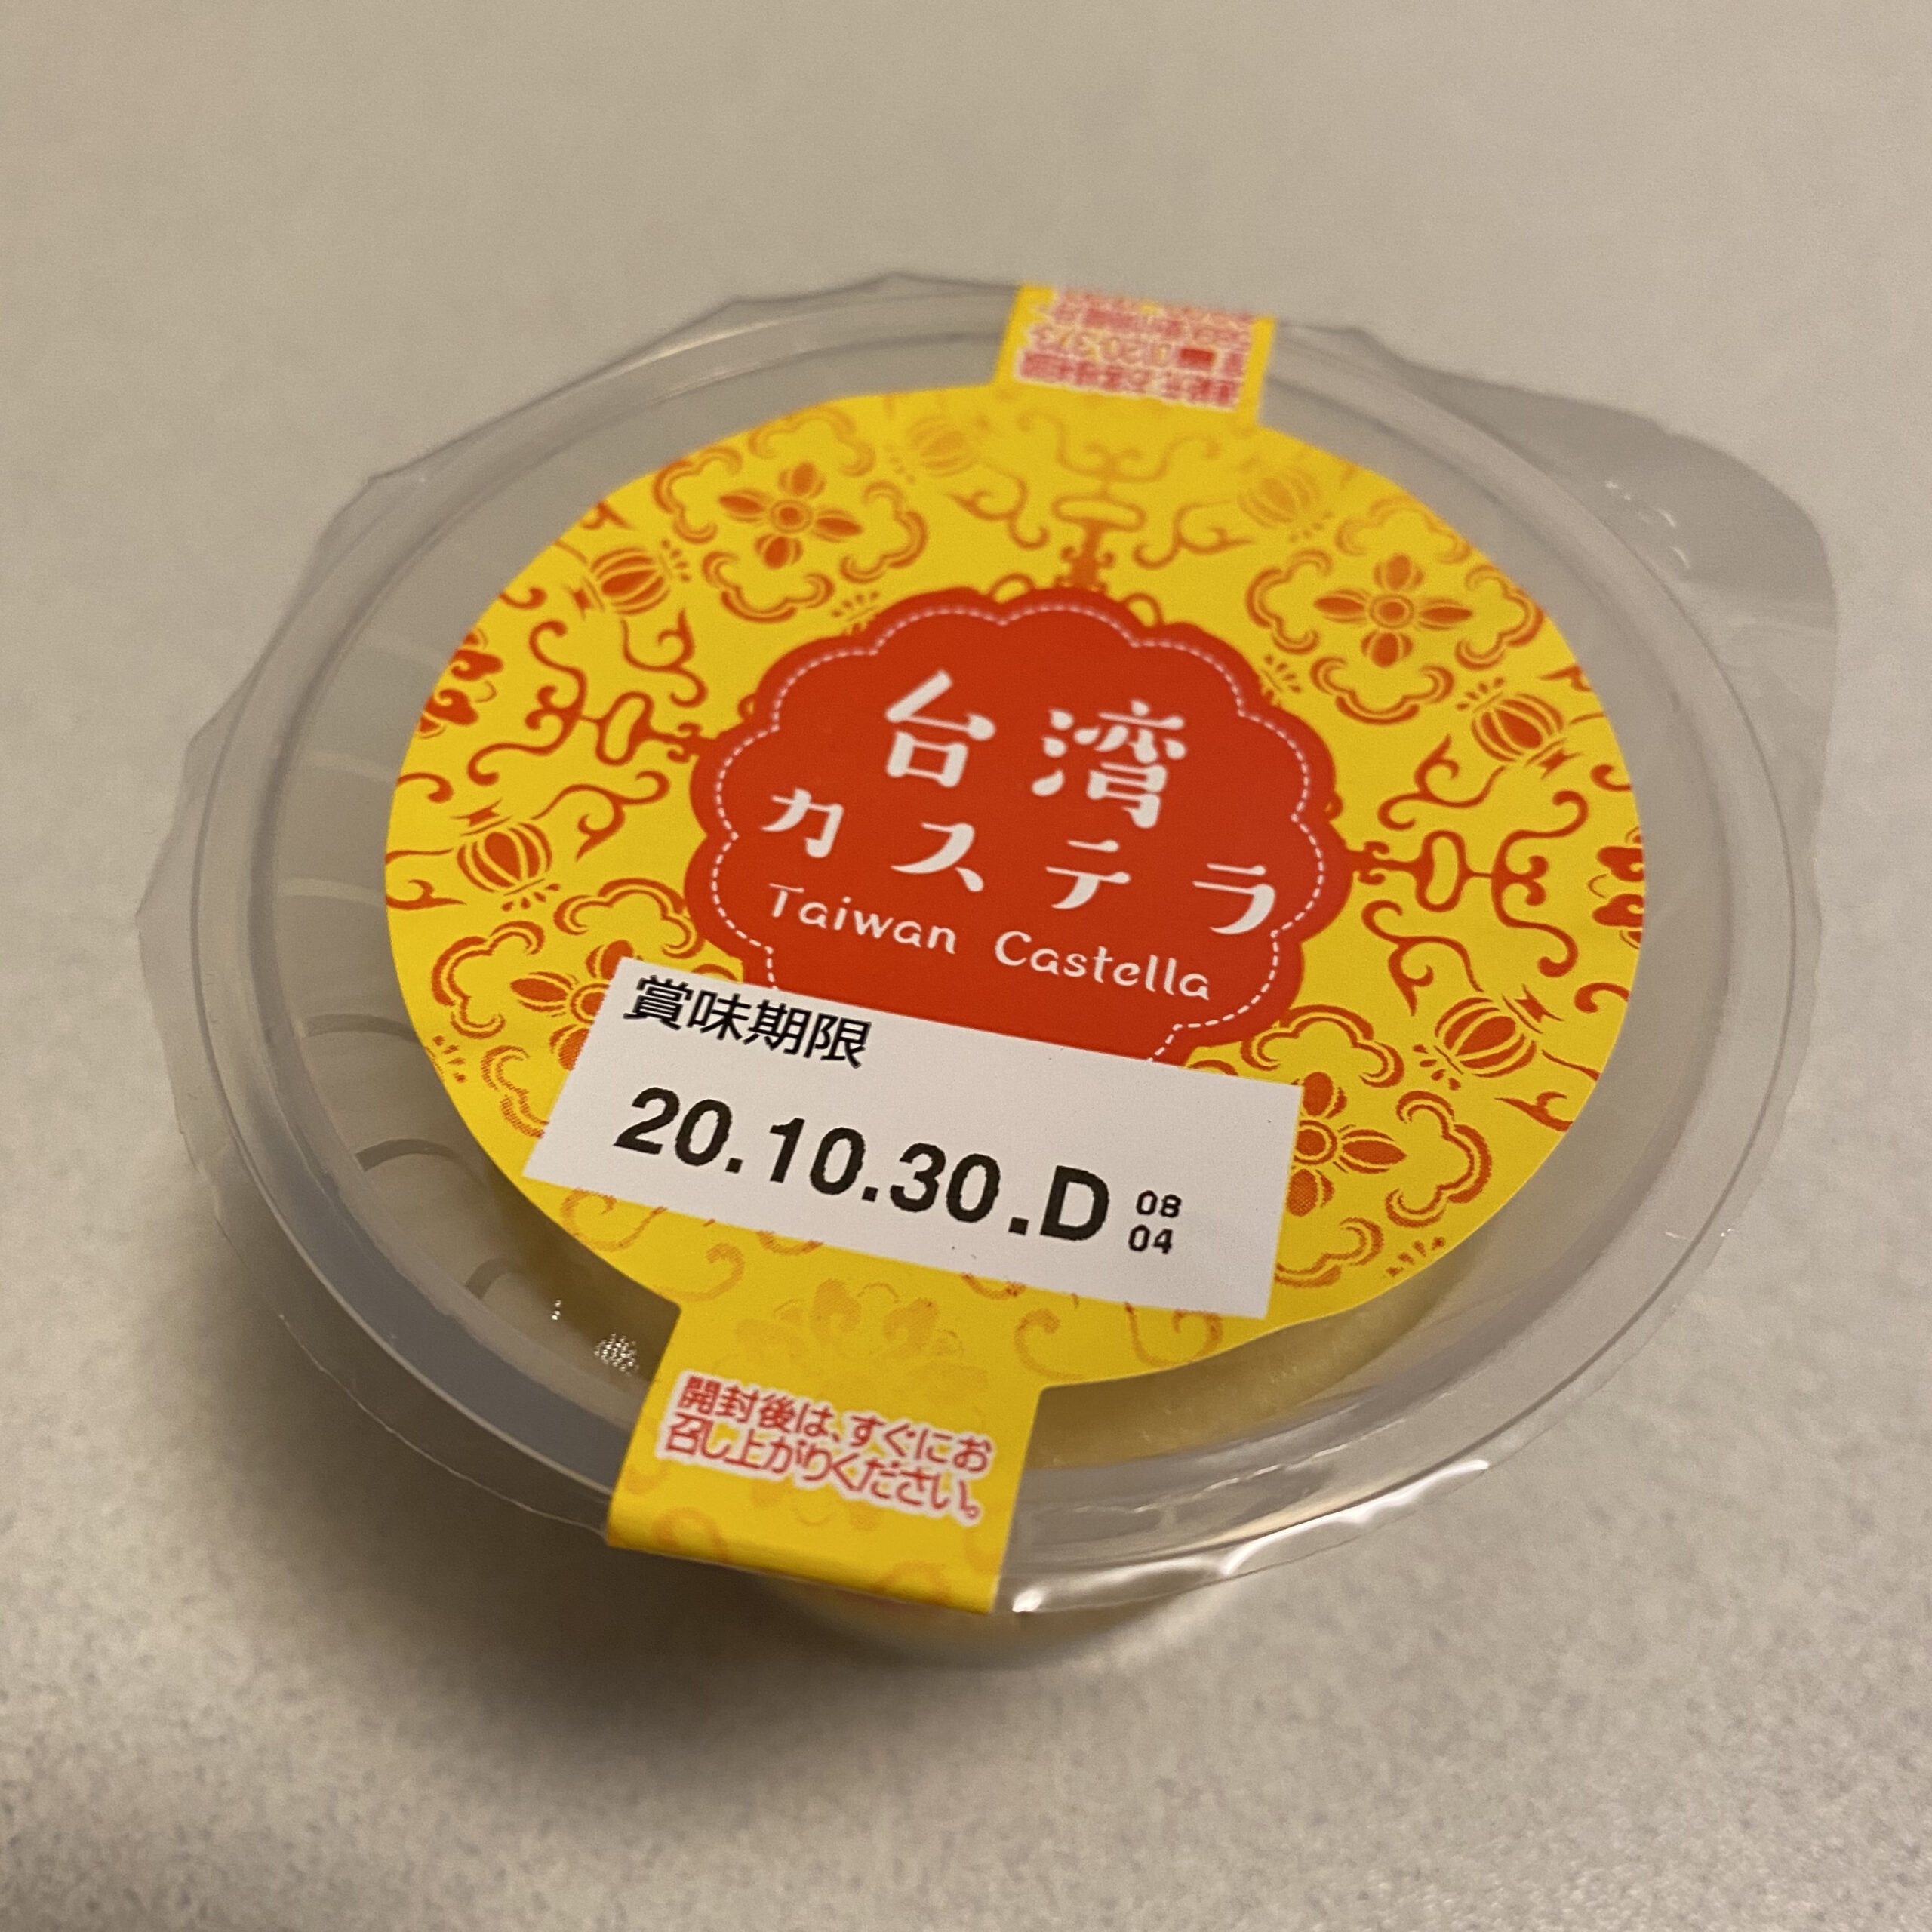 台湾
カステラ
Taiwan Castella
賞味期限
20.10.30.D
08
04
開封後は、すぐにお
召し上がりください。